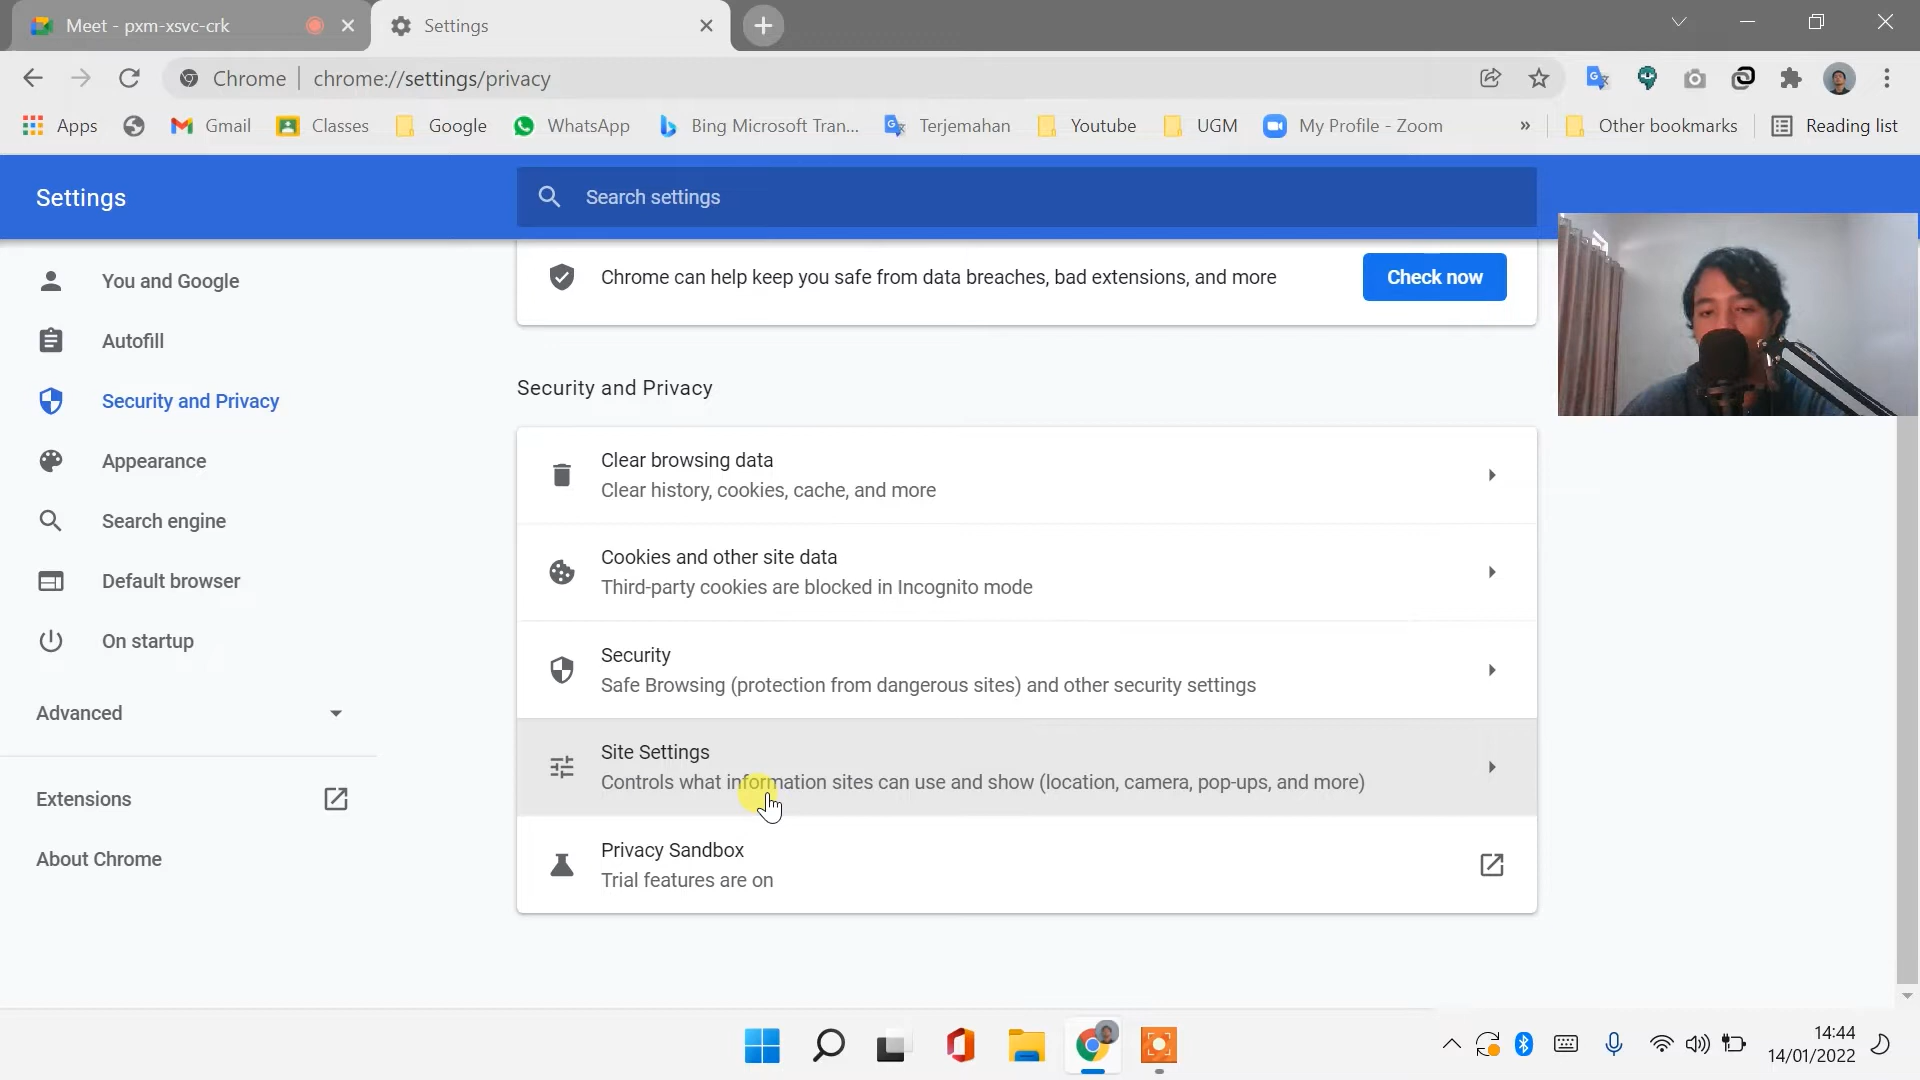 Meet - pxm-xsvc-crk
Settings
Chrome
chrome://settings/privacy
Apps
Gmail
Classes
Google
WhatsApp
Bing Microsoft Tran...
Terjemahan
Youtube
UGM
My Profile - Zoom
»
Other bookmarks
Reading list
Settings
Search settings
You and Google
Autofill
Security and Privacy
Appearance
Search engine
Default browser
On startup
Advanced
Extensions
About Chrome
Chrome can help keep you safe from data breaches, bad extensions, and more
Check now
Security and Privacy
Clear browsing data
Clear history, cookies, cache, and more
Cookies and other site data
Third-party cookies are blocked in Incognito mode
Security
Safe Browsing (protection from dangerous sites) and other security settings
Site Settings
Controls what information sites can use and show (location, camera, pop-ups, and more)
Privacy Sandbox
Trial features are on
14:44
14/01/2022